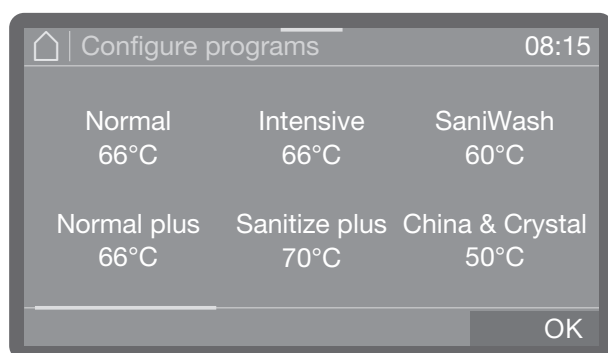 Configure programs 08:15
Normal Intensive SaniWash
66°C 66°C 60°C
Normal plus Sanitize plus China & Crystal
66°C 70°C 50°C
OK